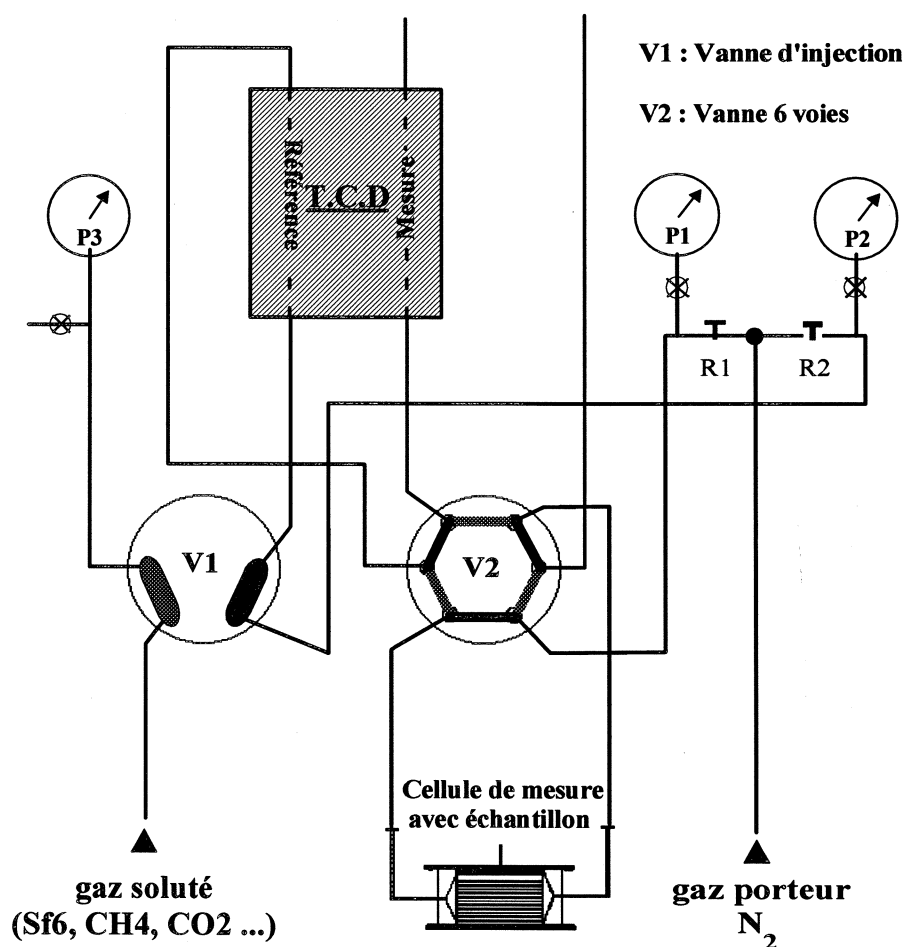 V1 : Vanne d'injection
V2 : Vanne 6 voies
Référence
T.C.D
Mesure
P3
P1
P2
R1
R2
V1
V2
Cellule de mesure
avec échantillon
gaz soluté
(Sf6, CH4, CO2 ...)
gaz porteur
N2